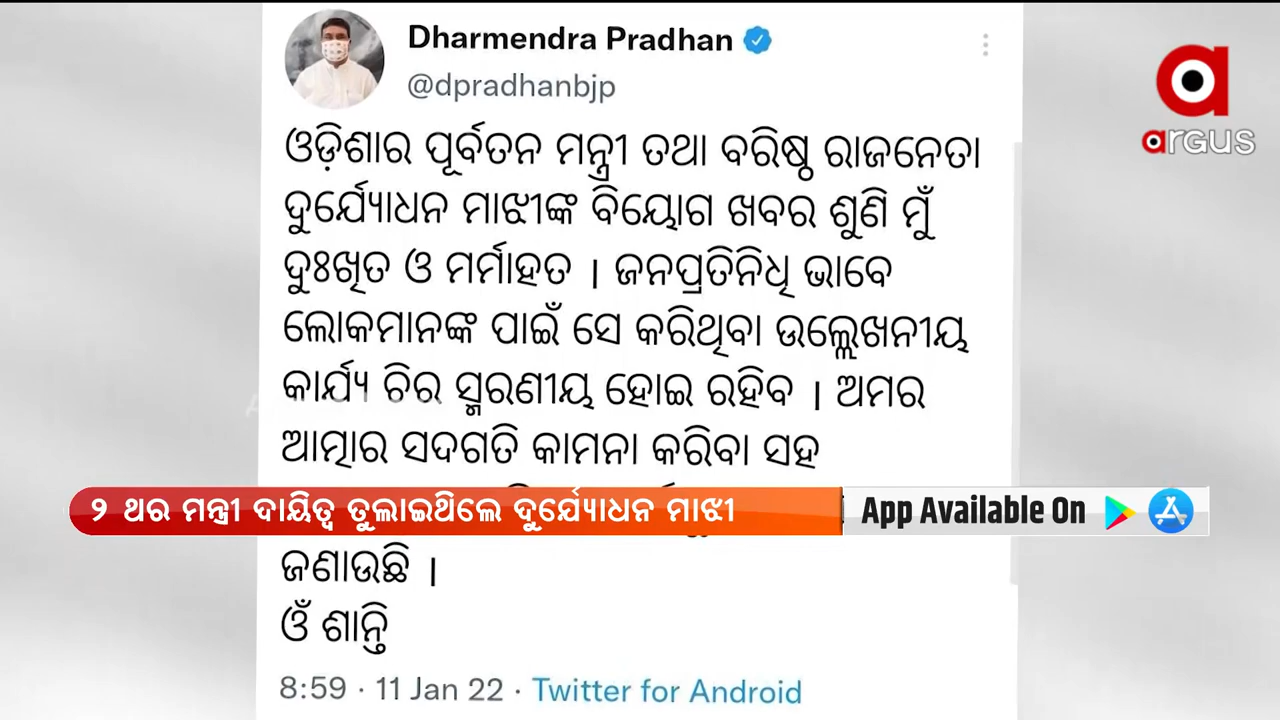 Dharmendra Pradhan
@dpradhanbjp
argus
ଓଡ଼ିଶାର ପୂର୍ବତନ ମନ୍ତ୍ରୀ ତଥା ବରିଷ୍ଠ ରାଜନେତା
ଦୁର୍ଯ୍ୟୋଧନ ମାଝୀଙ୍କ ବିୟୋଗ ଖବର ଶୁଣି ମୁଁ
ଦୁଃଖିତ ଓ ମର୍ମାହତ । ଜନପ୍ରତିନିଧି ଭାବେ
ଲୋକମାନଙ୍କ ପାଇଁ ସେ କରିଥିବା ଉଲ୍ଲେଖନୀୟ
କାର୍ଯ୍ୟ ଚିର ସ୍ମରଣୀୟ ହୋଇ ରହିବ । ଅମର
ଆତ୍ମାର ସଦଗତି କାମନା କରିବା ସହ
୨ ଥର ମନ୍ତ୍ରୀ ଦାୟିତ୍ୱ ତୁଲାଇଥିଲେ ଦୁର୍ଯ୍ୟୋଧନ ମାଝୀ
App Available On
ଜଣାଉଛି ।
ଓଁ ଶାନ୍ତି
8:59 · 11 Jan 22 · Twitter for Android